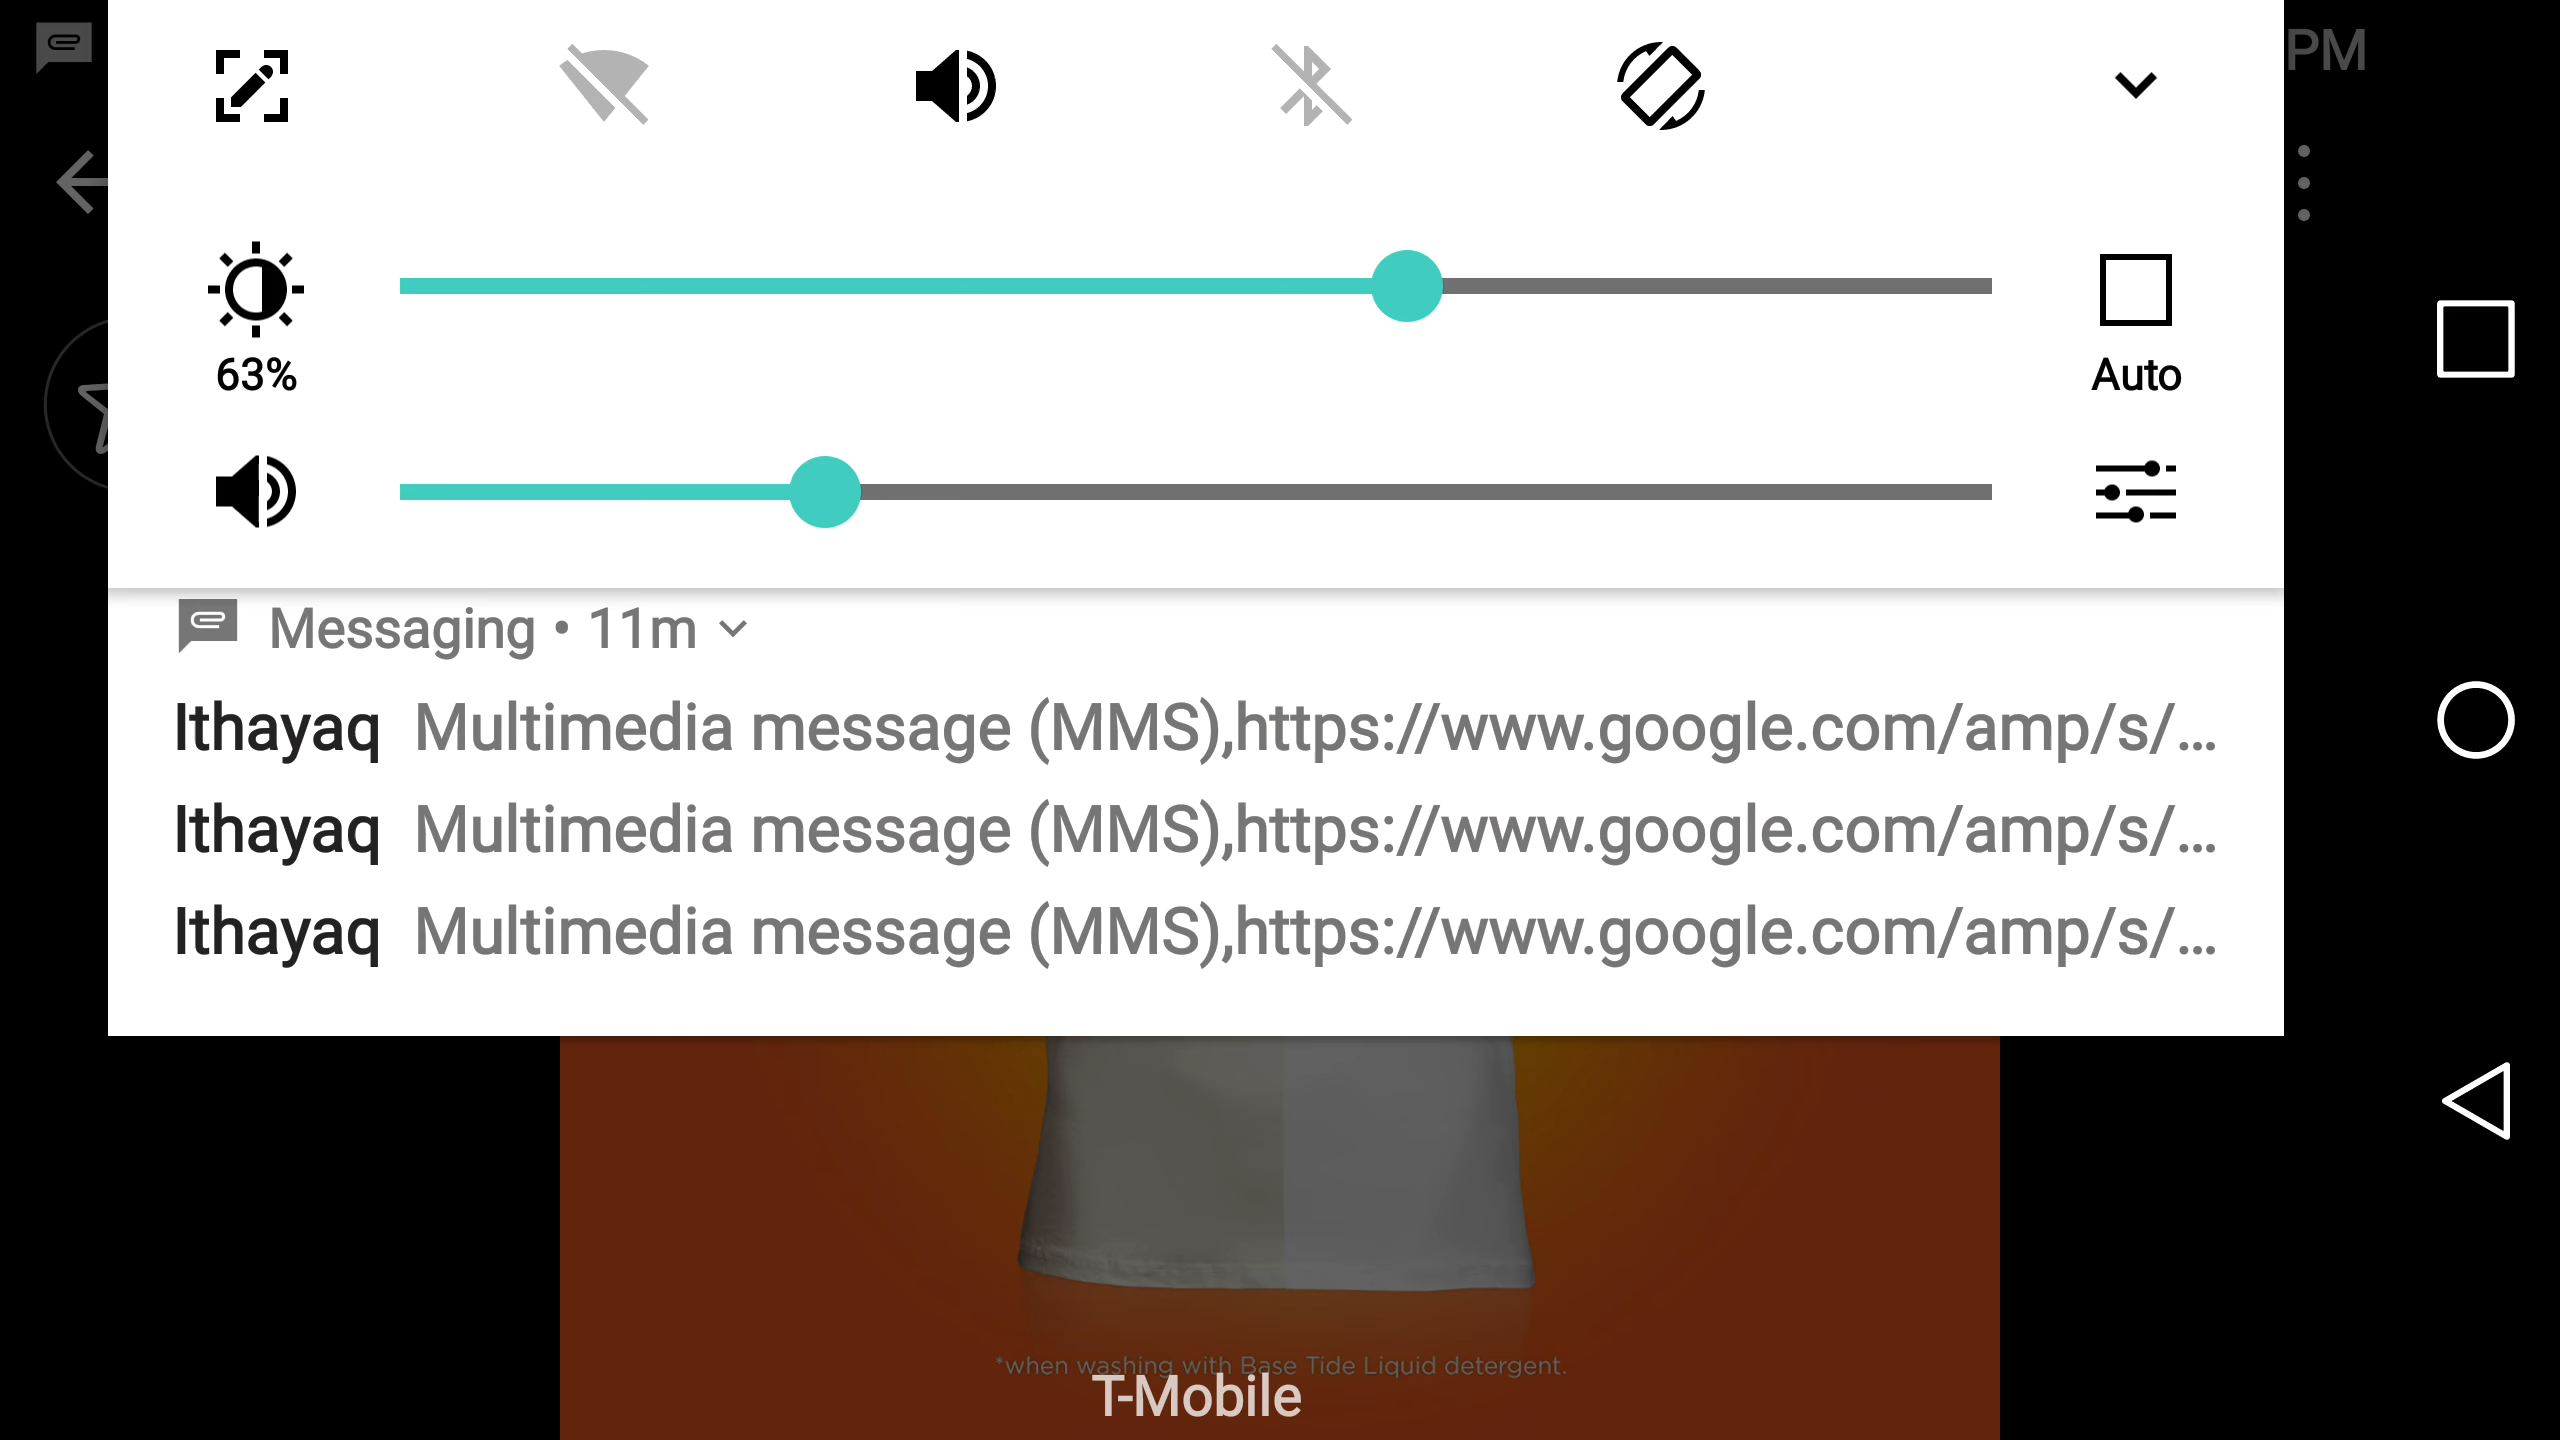 PM
63%
Auto
Messaging • 11m
Ithayaq Multimedia message (MMS),https://www.google.com/amp/s/...
Ithayaq Multimedia message (MMS),https://www.google.com/amp/s/...
Ithayaq Multimedia message (MMS),https://www.google.com/amp/s/...
*when washing with Base Tide Liquid detergent.
T-Mobile